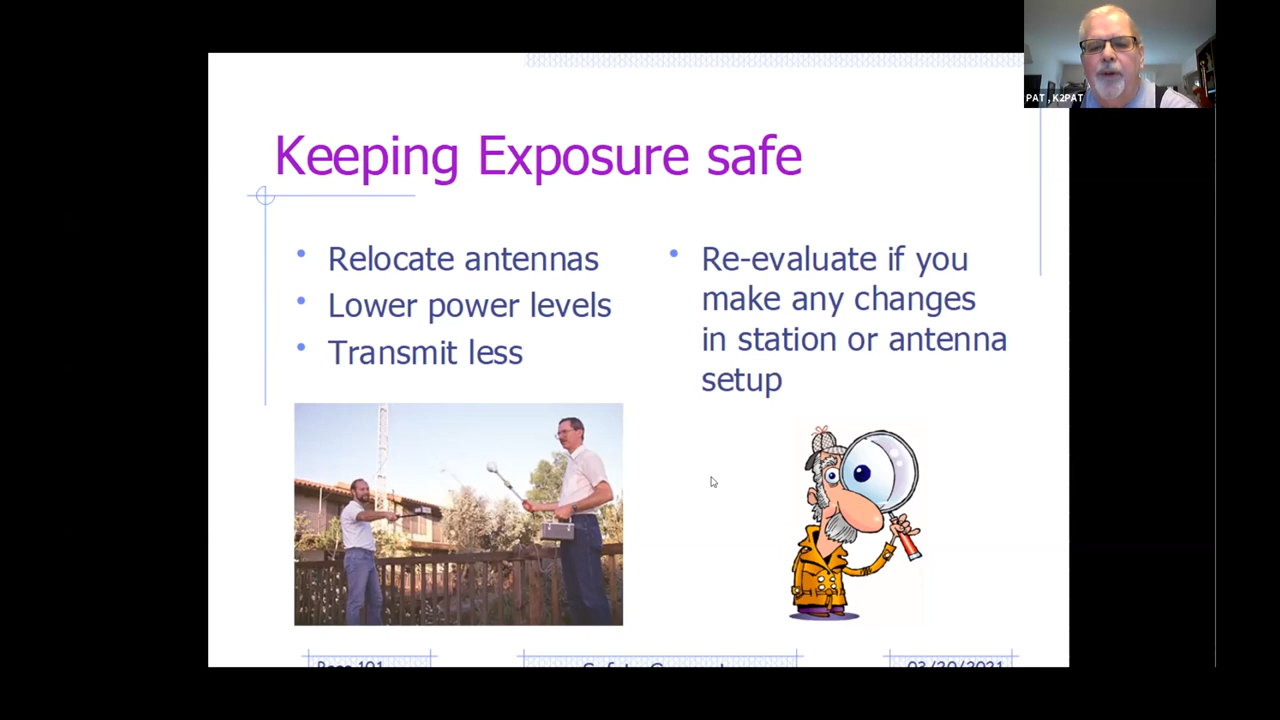 PAT , K2PAT
Keeping Exposure safe
Relocate antennas
Lower power levels
Transmit less
Re-evaluate if you
make any changes
in station or antenna
setup
03/20/2021